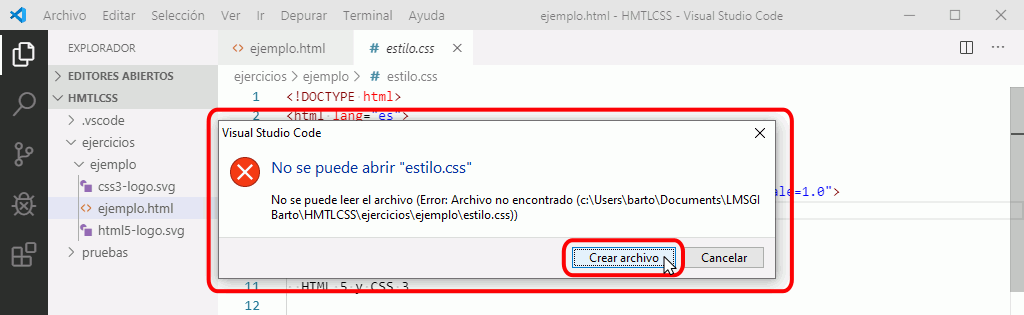 Archivo Editar Selección Ver Ir Depurar Terminal Ayuda ejemplo.html - HMTLCSS - Visual Studio Code
EXPLORADOR
<> ejemplo.html # estilo.css
EDITORES ABIERTOS
ejercicios > ejemplo > # estilo.css
HMTLCSS
1 <!DOCTYPE html>
.vscode
2 <html lang="es">
ejercicios
ejemplo
css3-logo.svg
<> ejemplo.html
html5-logo.svg
pruebas
Visual Studio Code
No se puede abrir "estilo.css"
No se puede leer el archivo (Error: Archivo no encontrado (c:\Users\barto\Documents\LMSGI
Barto\HMTLCSS\ejercicios\ejemplo\estilo.css))
ale=1.0">
Crear archivo Cancelar
11 HTML 5 y CSS 3
12